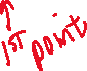 ↑
1st point